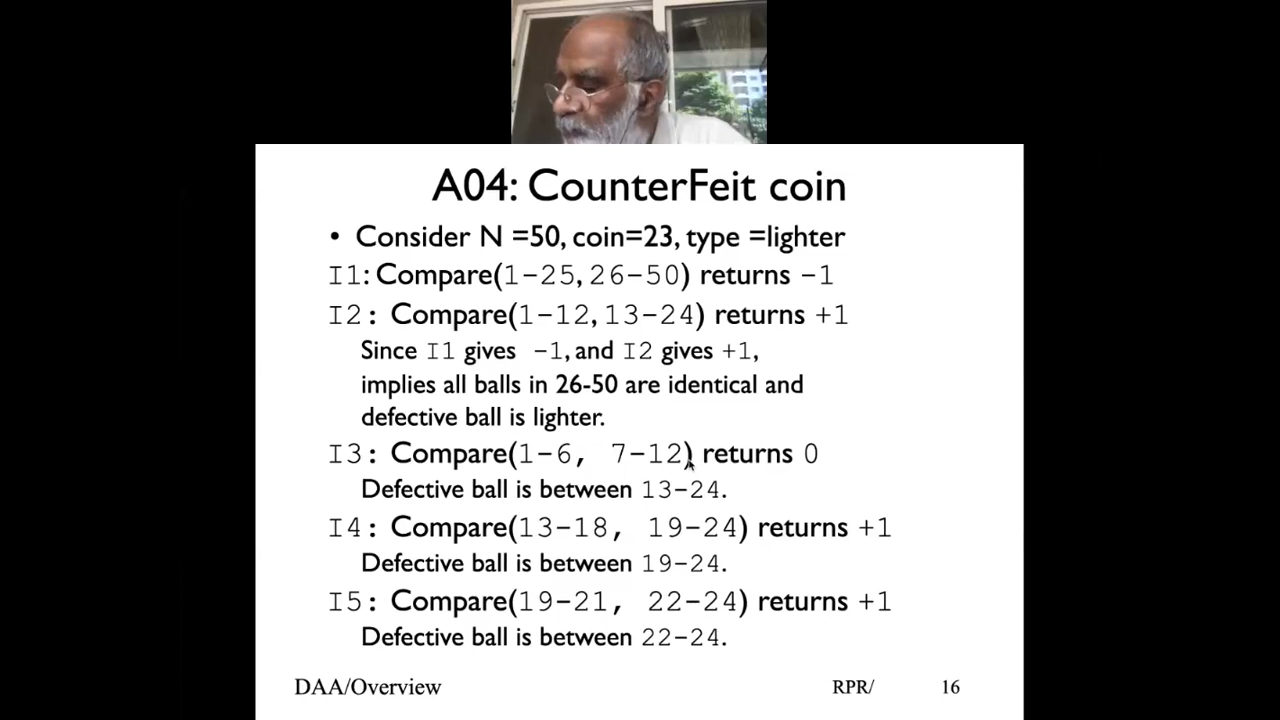 A04: CounterFeit coin
• Consider N =50, coin=23, type =lighter
I1: Compare(1-25, 26-50) returns -1
I2: Compare(1-12, 13-24) returns +1
Since I1 gives -1, and I2 gives +1,
implies all balls in 26-50 are identical and
defective ball is lighter.
I3: Compare(1-6, 7-12) returns 0
Defective ball is between 13-24.
I4: Compare(13-18, 19-24) returns +1
Defective ball is between 19-24.
I5: Compare(19-21, 22-24) returns +1
Defective ball is between 22-24.
DAA/Overview RPR/ 16